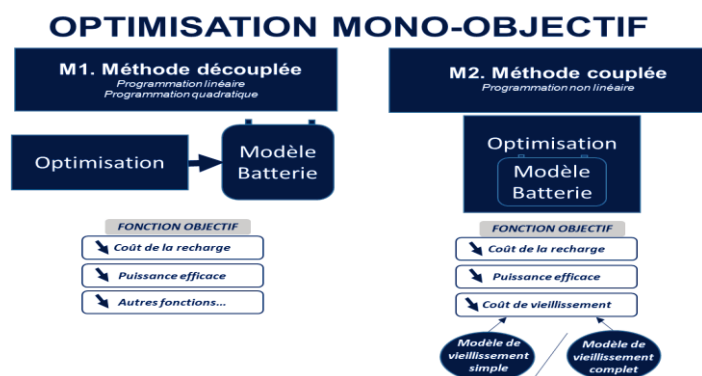 OPTIMISATION MONO-OBJECTIF
M1. Méthode découplée
Programmation linéaire
Programmation quadratique
Optimisation
Modèle
Batterie
FONCTION OBJECTIF
Coût de la recharge
Puissance efficace
Autres fonctions...
M2. Méthode couplée
Programmation non linéaire
Optimisation
Modèle
Batterie
FONCTION OBJECTIF
Coût de la recharge
Puissance efficace
Coût de vieillissement
Modèle de
vieillissement
simple
/
Modèle de
vieillissement
complet